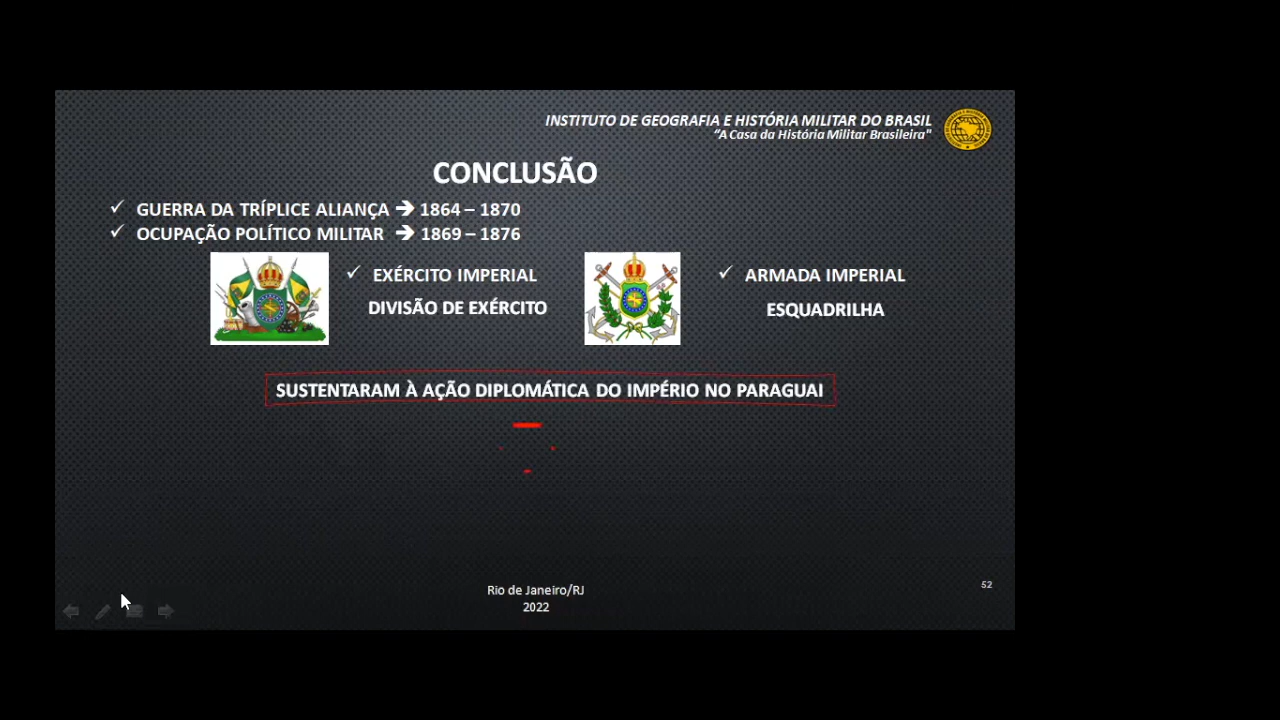 INSTITUTO DE GEOGRAFIA E HISTÓRIA MILITAR DO BRASIL
"A Casa da História Militar Brasileira"
CONCLUSÃO
✓ GUERRA DA TRÍPLICE ALIANÇA ➔ 1864 – 1870
✓ OCUPAÇÃO POLÍTICO MILITAR ➔ 1869 – 1876
✓ EXÉRCITO IMPERIAL
DIVISÃO DE EXÉRCITO
✓ ARMADA IMPERIAL
ESQUADRILHA
SUSTENTARAM À AÇÃO DIPLOMÁTICA DO IMPÉRIO NO PARAGUAI
Rio de Janeiro/RJ
2022
52